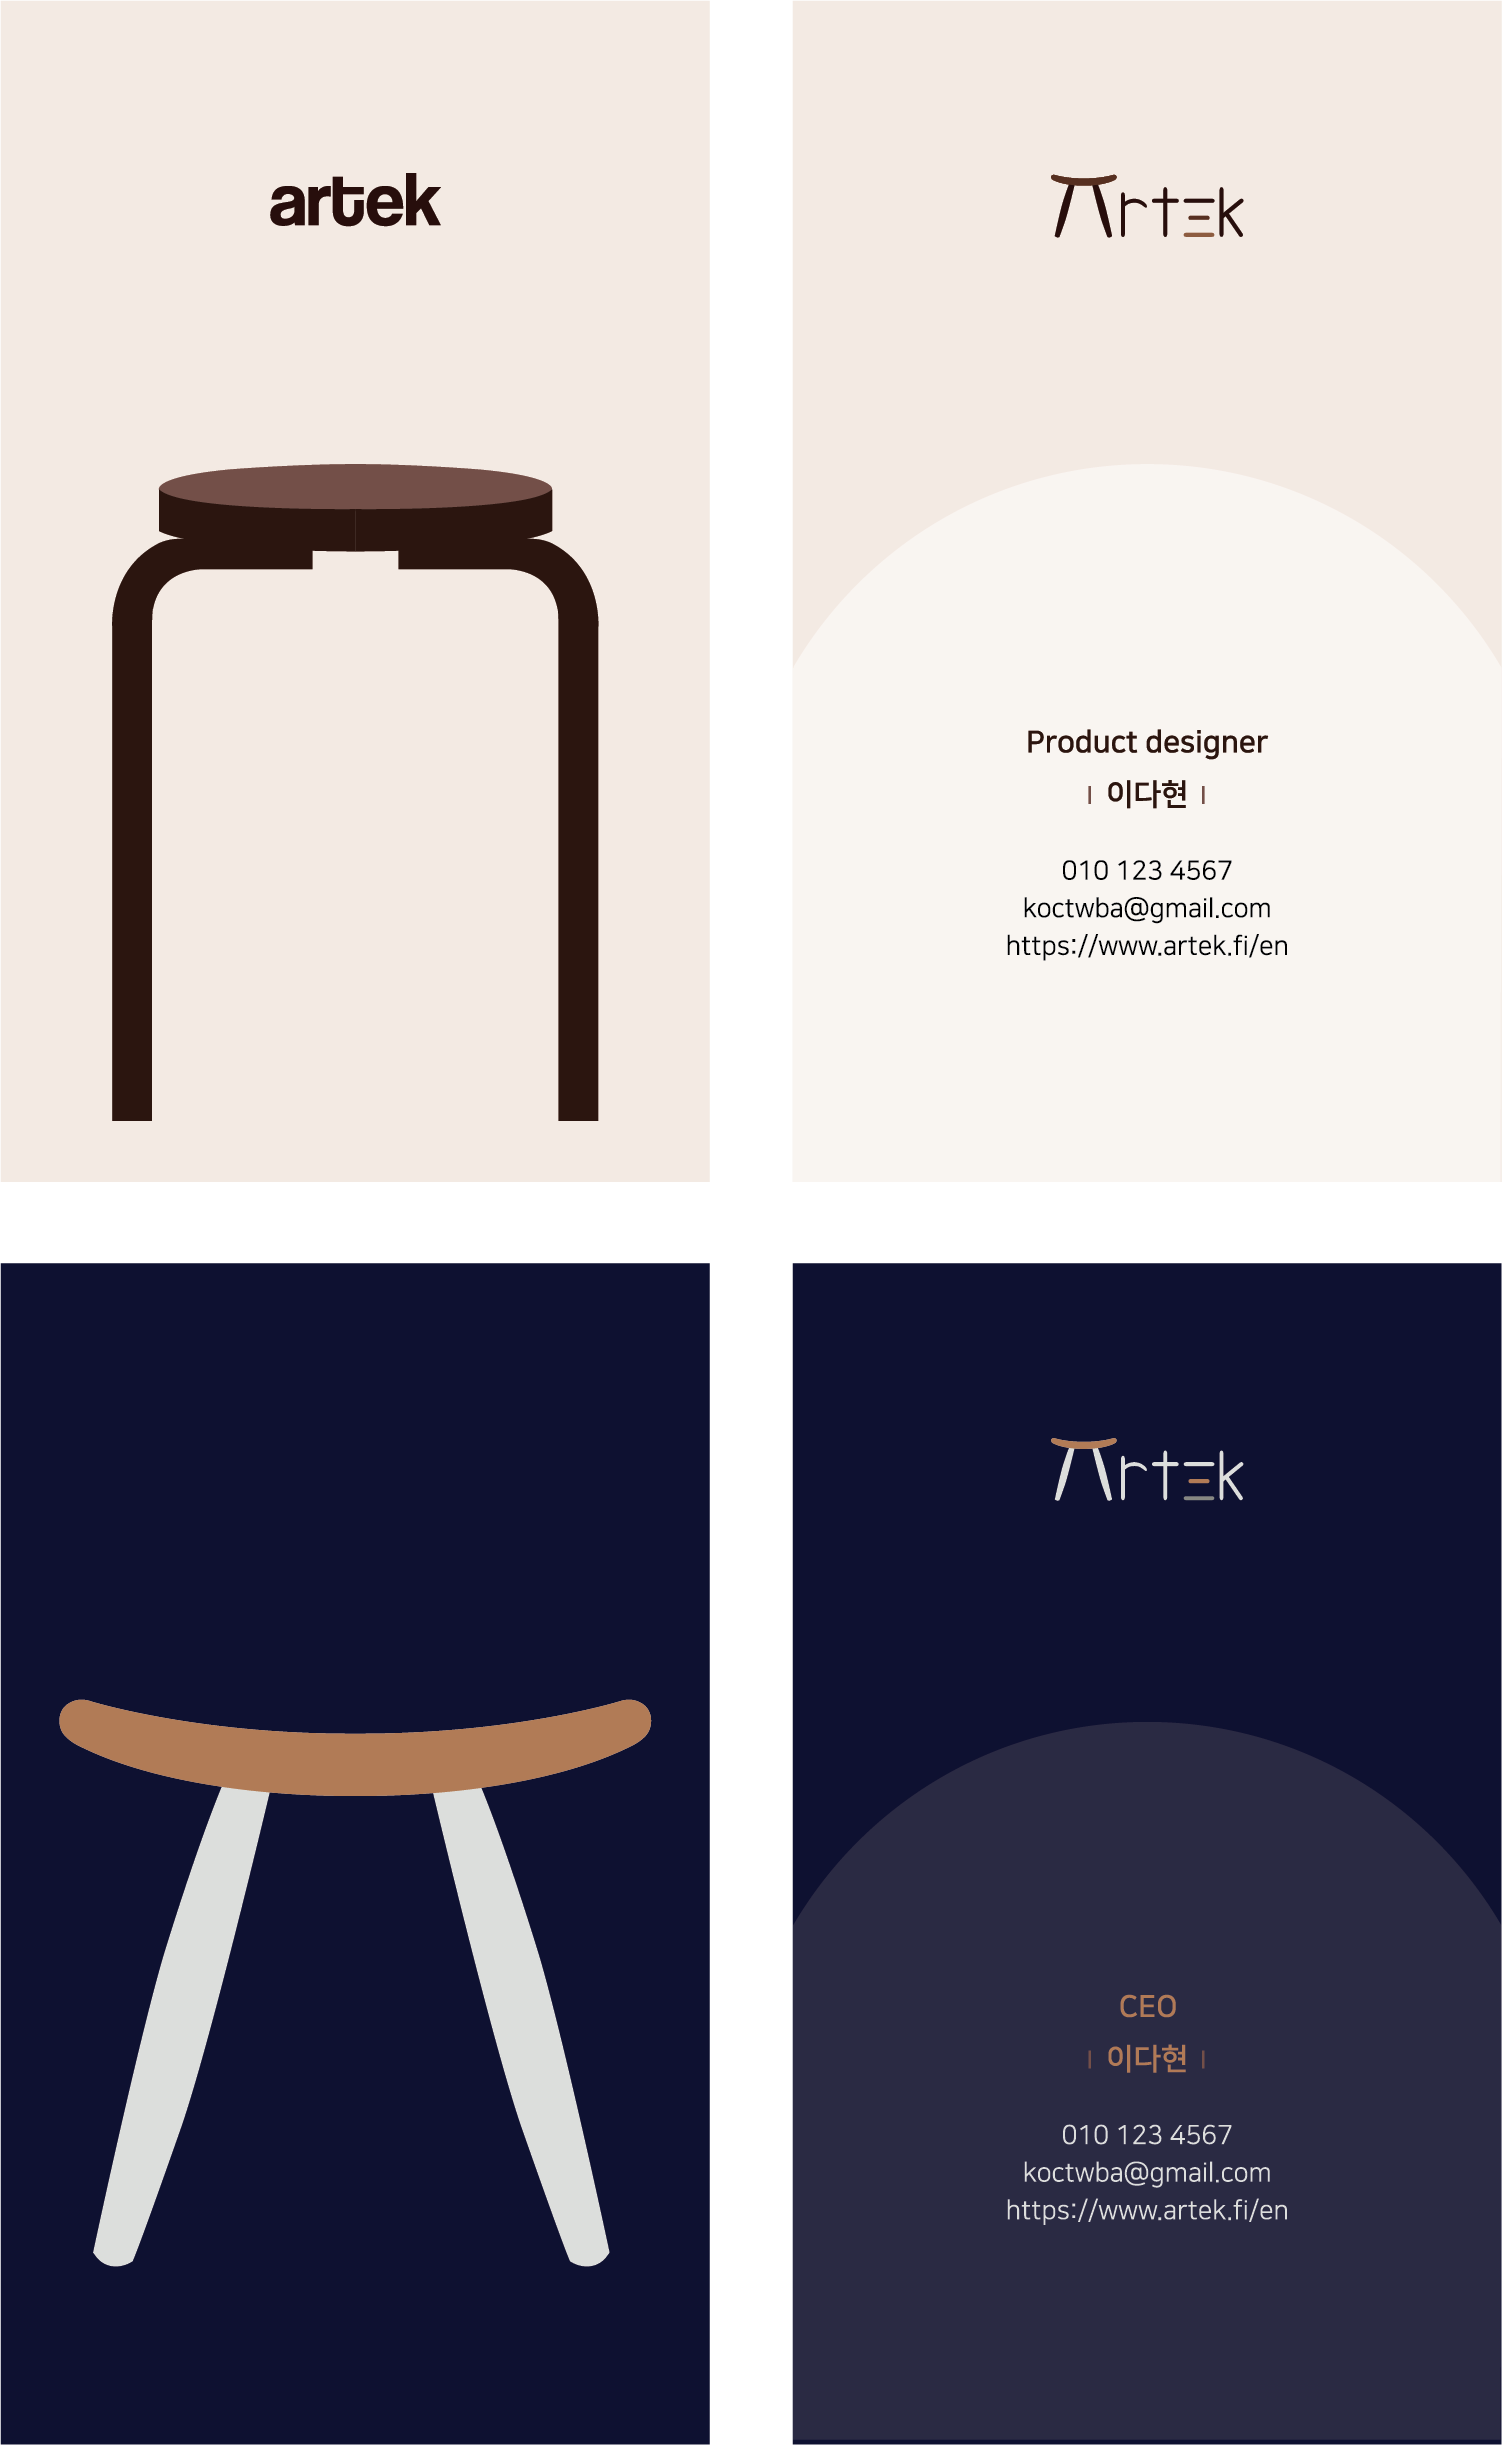 artek
Artek
Product designer
이다현
010 123 4567
koctwba@gmail.com
https://www.artek.fi/en
Artek
CEO
이다현
010 123 4567
koctwba@gmail.com
https://www.artek.fi/en